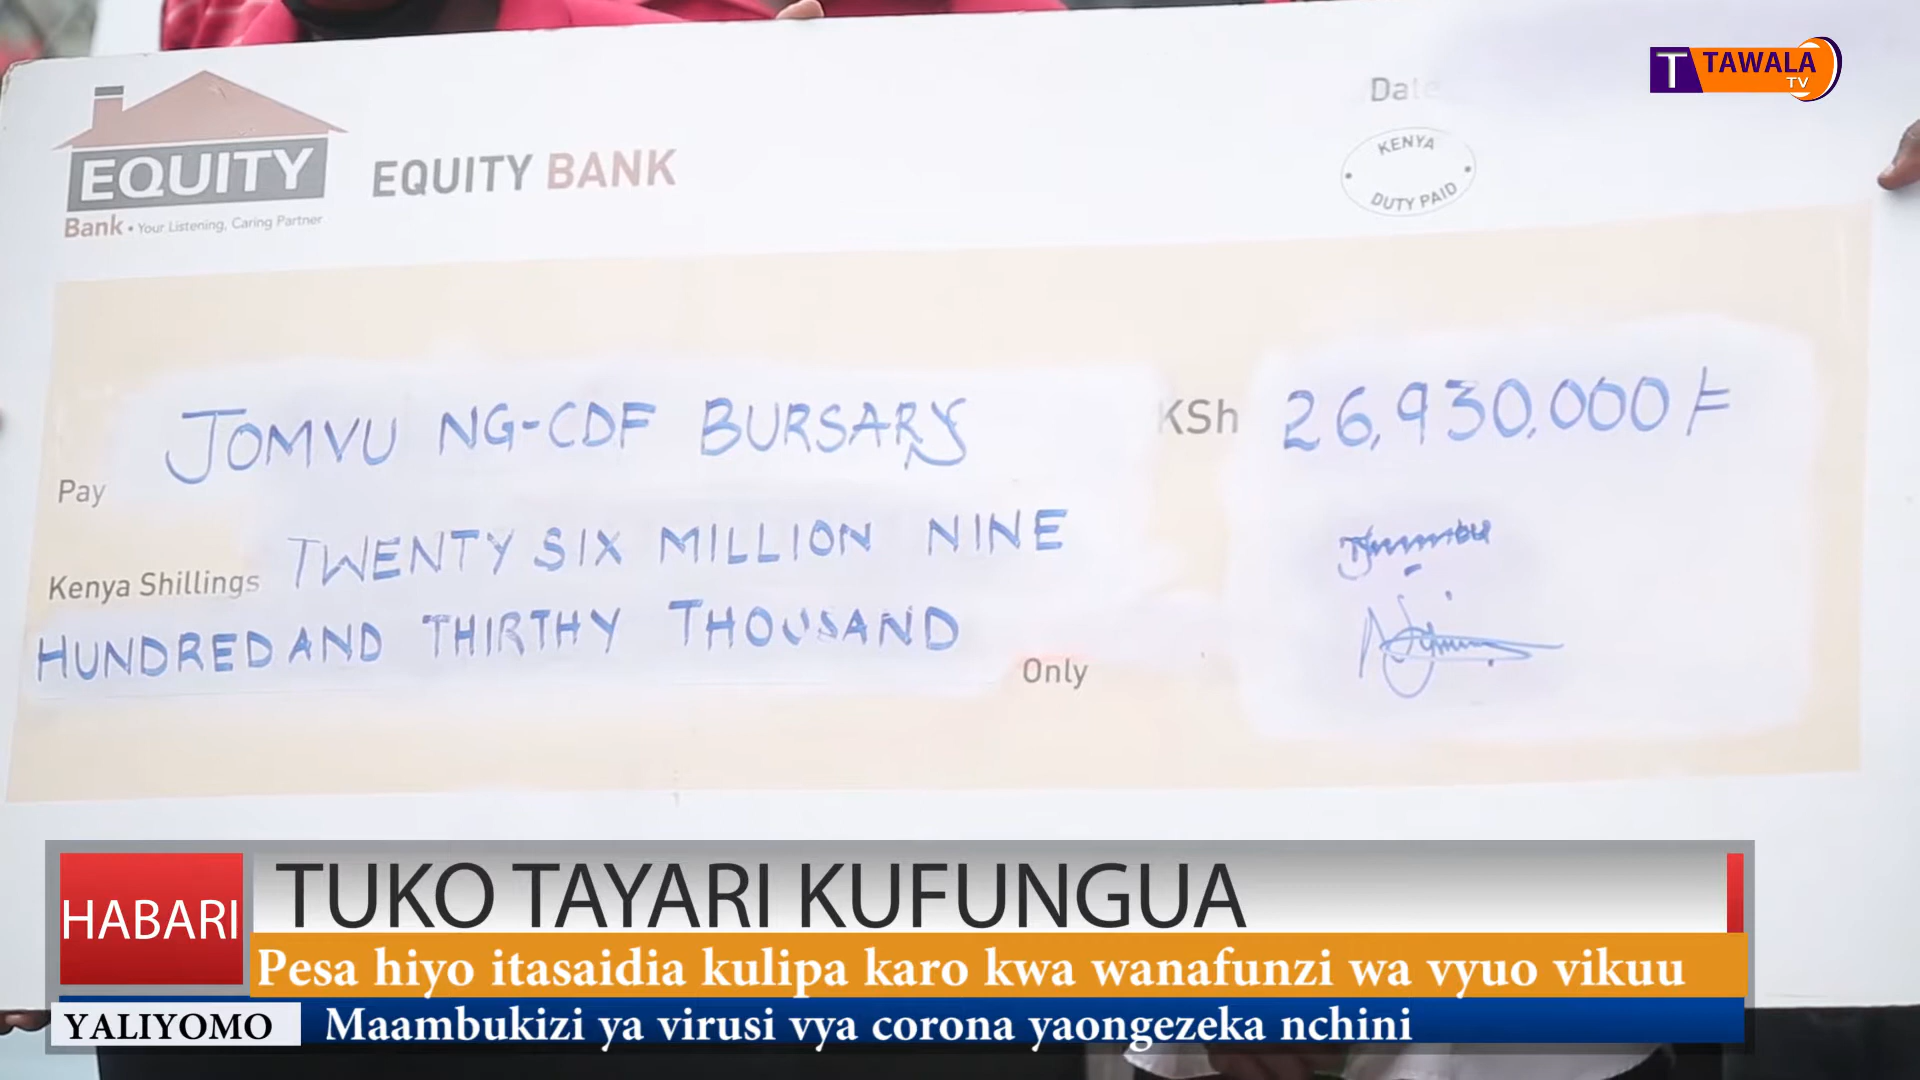 T TAWALA
TV
Date
KENYA
DUTY PAID
EQUITY
Bank • Your Listening, Caring Partner
EQUITY BANK
Pay JOMVU NG-CDF BURSARY
KSh 26,930,000/=
Kenya Shillings TWENTY SIX MILLION NINE
HUNDRED AND THIRTHY THOUSAND
Only
HABARI
TUKO TAYARI KUFUNGUA
Pesa hiyo itasaidia kulipa karo kwa wanafunzi wa vyuo vikuu
YALIYOMO
Maambukizi ya virusi vya corona yaongezeka nchini